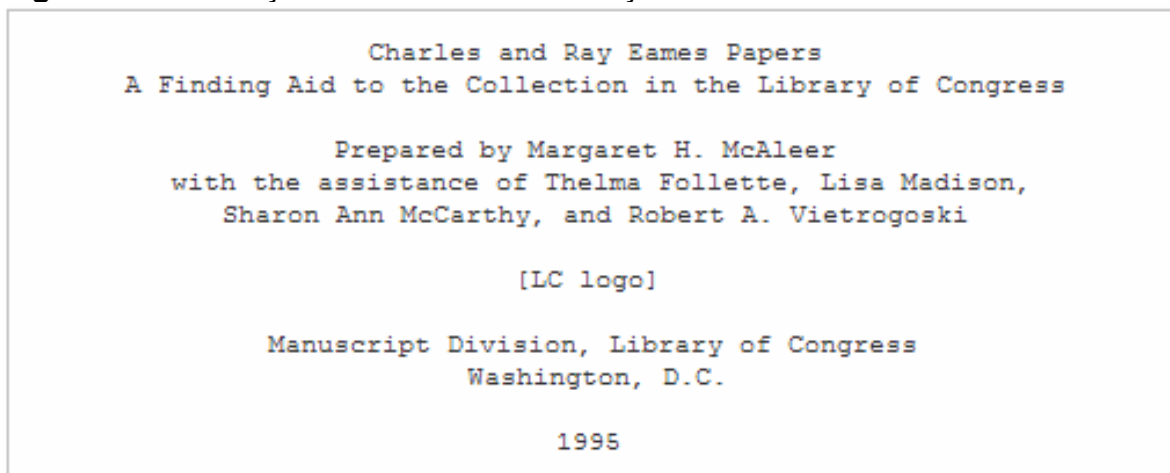 Charles and Ray Eames Papers
A Finding Aid to the Collection in the Library of Congress
Prepared by Margaret H. McAleer
with the assistance of Thelma Follette, Lisa Madison,
Sharon Ann McCarthy, and Robert A. Vietrogoski
[LC logo]
Manuscript Division, Library of Congress
Washington, D.C.
1995